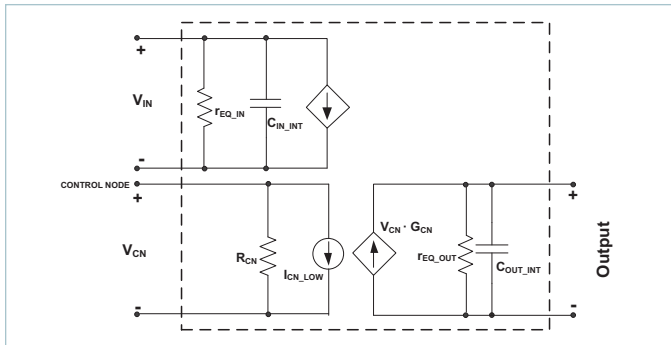 +
V_IN
r_EQ_IN
C_IN_INT
-
CONTROL NODE
+
V_CN
R_CN
I_CN_LOW
-
V_CN · G_CN
r_EQ_OUT
C_OUT_INT
+
Output
-